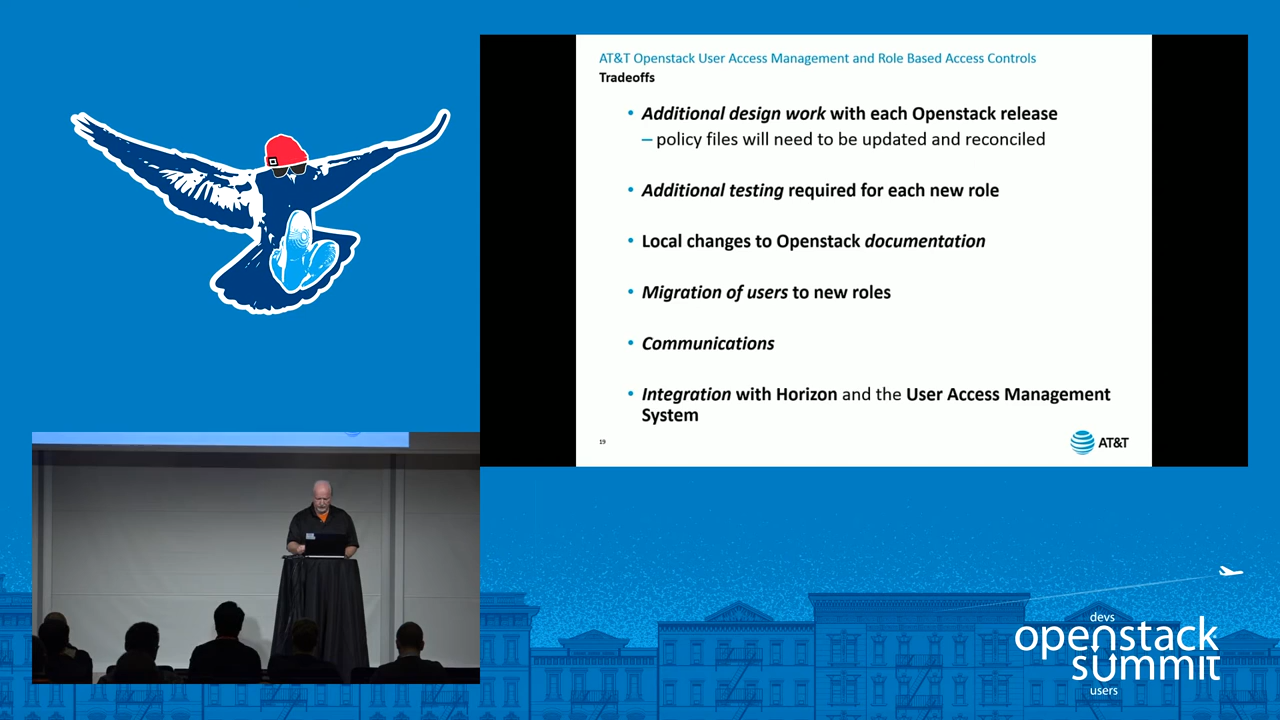 AT&T Openstack User Access Management and Role Based Access Controls
Tradeoffs
• Additional design work with each Openstack release
– policy files will need to be updated and reconciled
• Additional testing required for each new role
• Local changes to Openstack documentation
• Migration of users to new roles
• Communications
• Integration with Horizon and the User Access Management
System
19
AT&T
devs
openstack
summit
users